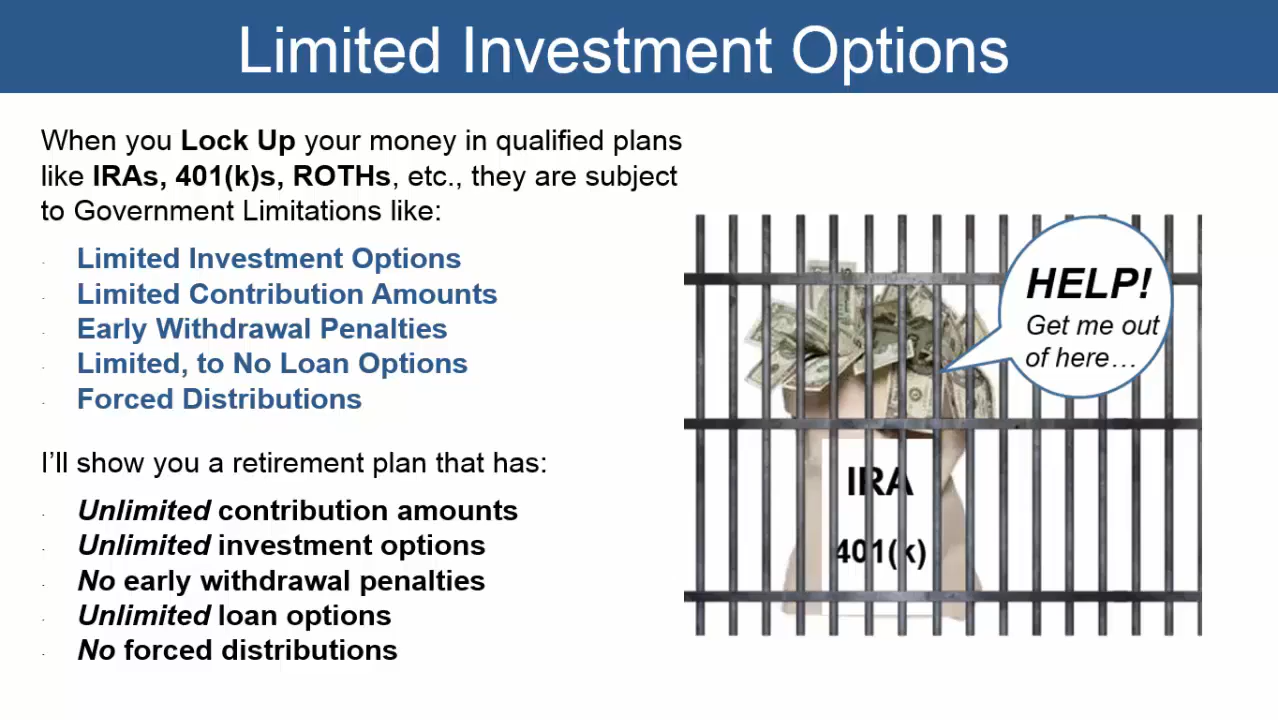 Limited Investment Options
When you Lock Up your money in qualified plans
like IRAs, 401(k)s, ROTHs, etc., they are subject
to Government Limitations like:
Limited Investment Options
Limited Contribution Amounts
Early Withdrawal Penalties
Limited, to No Loan Options
Forced Distributions
I'll show you a retirement plan that has:
Unlimited contribution amounts
Unlimited investment options
No early withdrawal penalties
Unlimited loan options
No forced distributions
HELP!
Get me out
of here…
IRA
401(k)